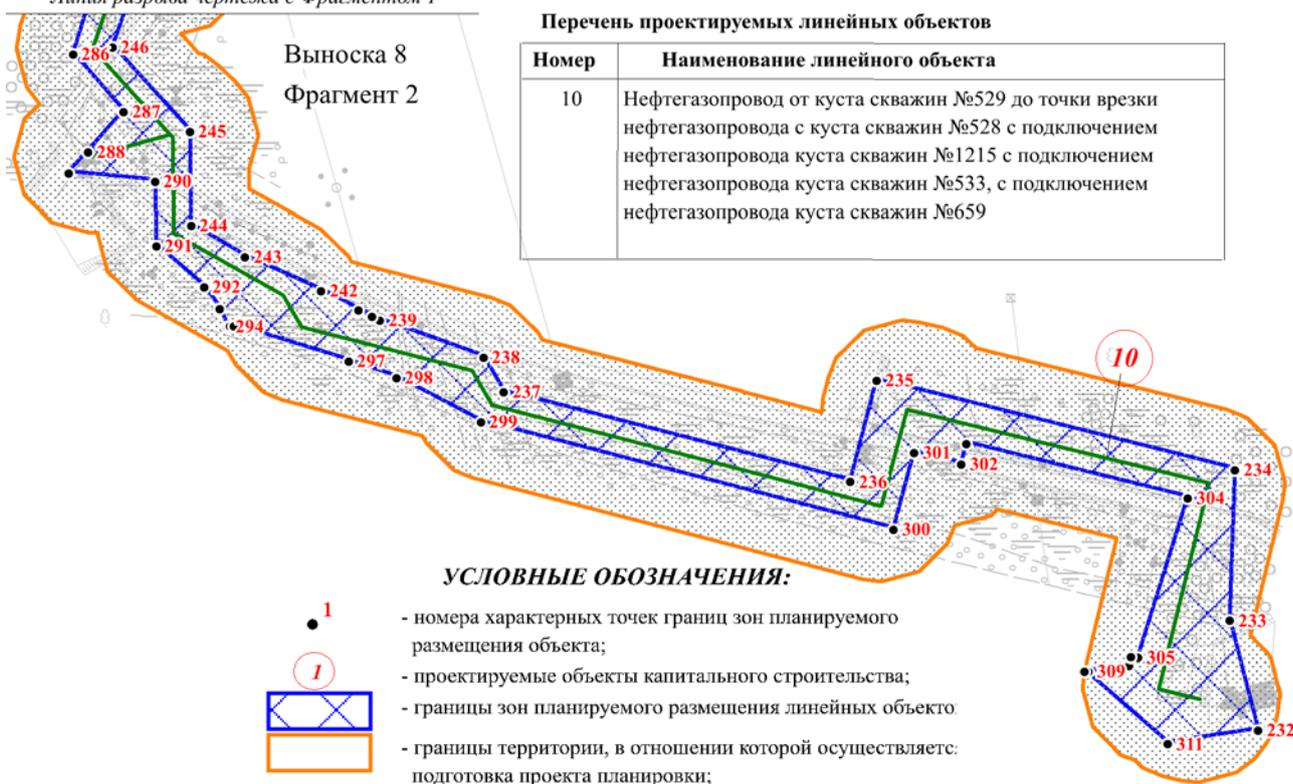 Линия разрыва чертежа с Фрагментом 1
Выноска 8
Фрагмент 2
Перечень проектируемых линейных объектов
Номер Наименование линейного объекта
10 Нефтегазопровод от куста скважин №529 до точки врезки
нефтегазопровода с куста скважин №528 с подключением
нефтегазопровода куста скважин №1215 с подключением
нефтегазопровода куста скважин №533, с подключением
нефтегазопровода куста скважин №659
286
246
287
245
288
290
244
291
243
292
242
239
294
297
238
298
237
299
235
10
236
301
302
234
304
300
233
305
309
232
311
УСЛОВНЫЕ ОБОЗНАЧЕНИЯ:
1 - номера характерных точек границ зон планируемого
размещения объекта;
1 - проектируемые объекты капитального строительства;
- границы зон планируемого размещения линейных объекто
- границы территории, в отношении которой осуществляетс
подготовка проекта планировки;